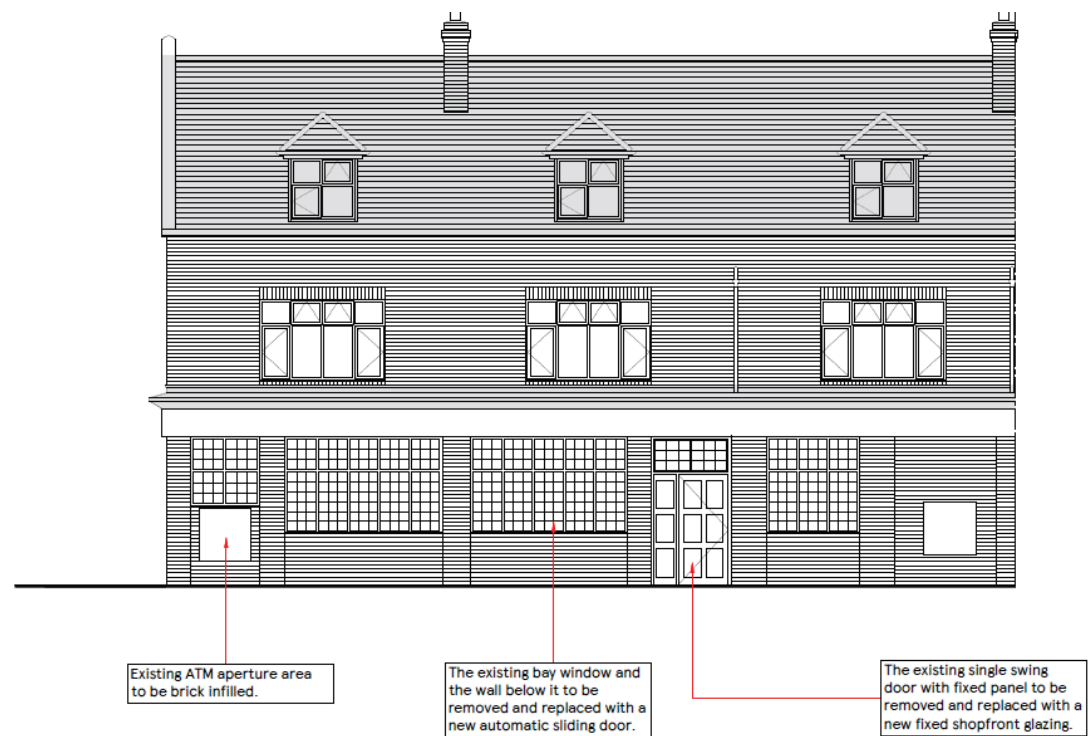 Existing ATM aperture area
to be brick infilled.
The existing bay window and
the wall below it to be
removed and replaced with a
new automatic sliding door.
The existing single swing
door with fixed panel to be
removed and replaced with a
new fixed shopfront glazing.